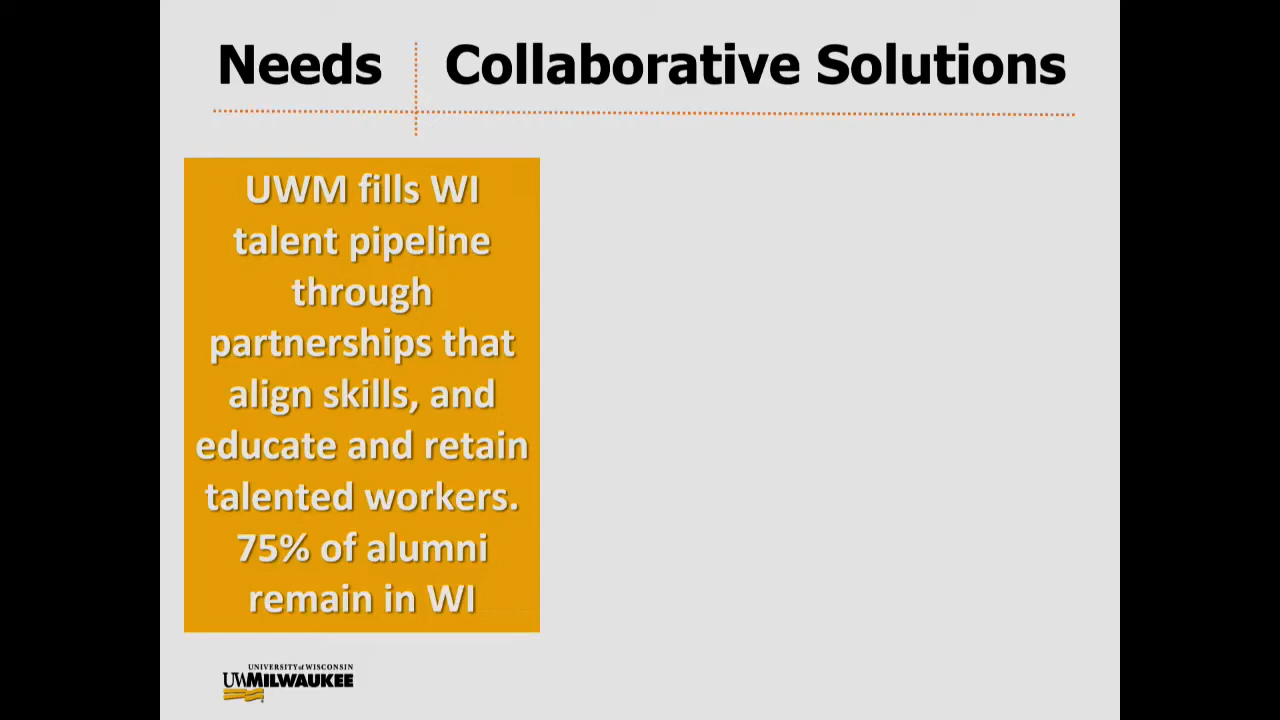 Needs Collaborative Solutions
UWM fills WI
talent pipeline
through
partnerships that
align skills, and
educate and retain
talented workers.
75% of alumni
remain in WI
UNIVERSITY of WISCONSIN
UWMILWAUKEE